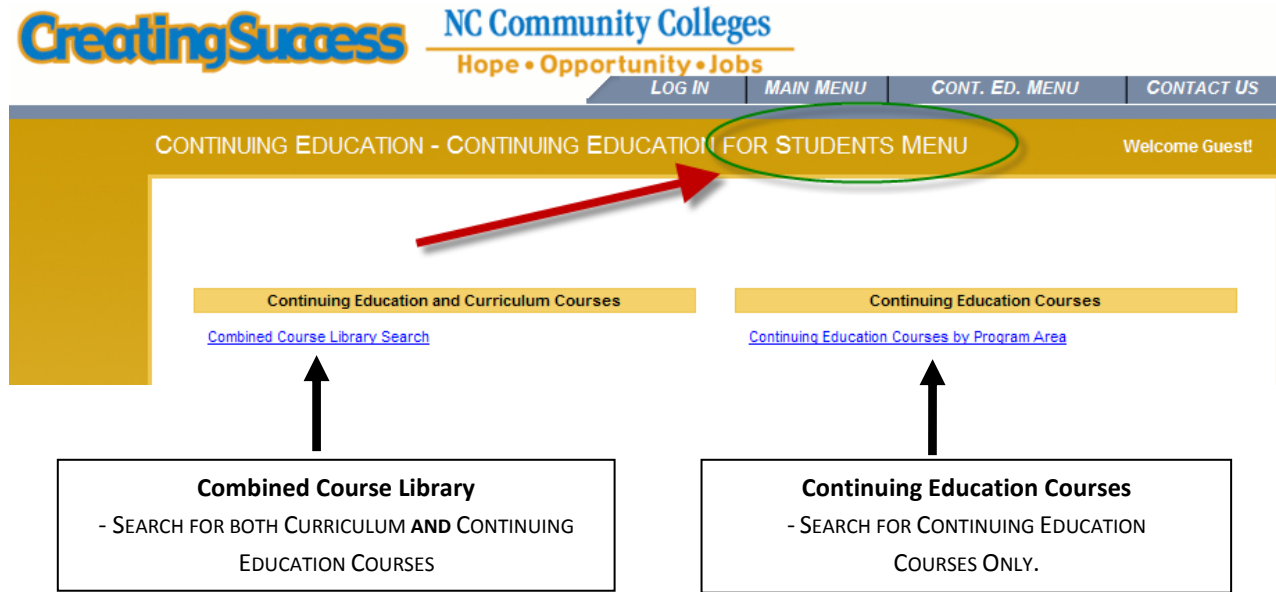 CreatingSuccess
NC Community Colleges
Hope • Opportunity • Jobs
LOG IN MAIN MENU CONT. ED. MENU CONTACT US
CONTINUING EDUCATION - CONTINUING EDUCATION FOR STUDENTS MENU Welcome Guest!
Continuing Education and Curriculum Courses
Combined Course Library Search
Continuing Education Courses
Continuing Education Courses by Program Area
Combined Course Library
- SEARCH FOR BOTH CURRICULUM AND CONTINUING
EDUCATION COURSES
Continuing Education Courses
- SEARCH FOR CONTINUING EDUCATION
COURSES ONLY.